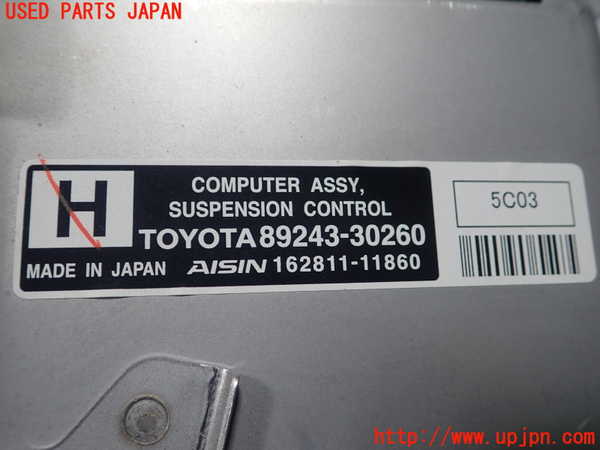 USED PARTS JAPAN
H
COMPUTER ASSY,
SUSPENSION CONTROL
TOYOTA 89243-30260
MADE IN JAPAN AISIN 162811-11860
5C03
http://www.upjpn.com/